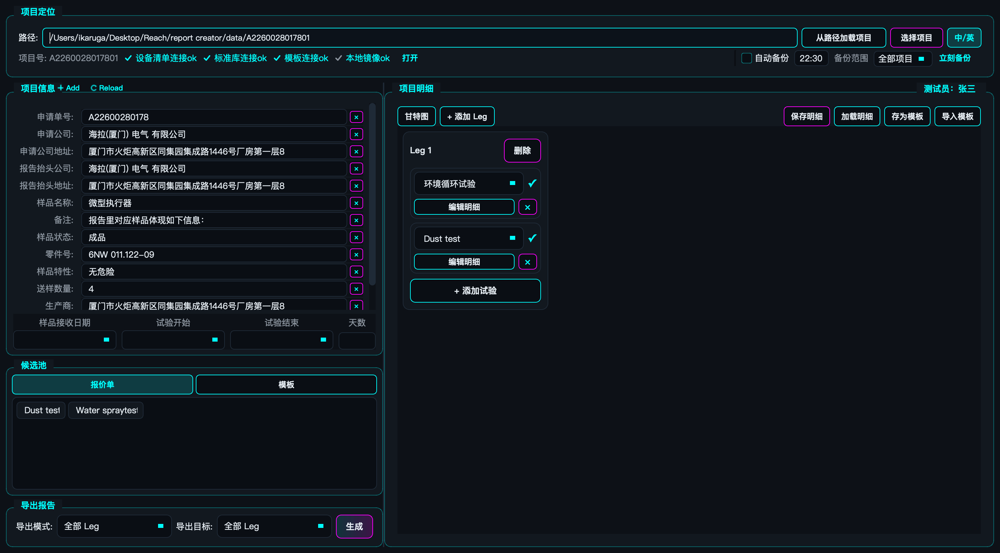 项目定位
路径: /Users/ikaruga/Desktop/Reach/report creator/data/A2260028017801 从路径加载项目 选择项目 中/英
项目号: A2260028017801 ✓ 设备清单连接ok ✓ 标准库连接ok ✓ 模板连接ok ✓ 本地镜像ok 打开 自动备份 22:30 备份范围 全部项目 立刻备份
项目信息 + Add C Reload
申请单号: A22600280178 ×
申请公司: 海拉(厦门) 电气 有限公司 ×
申请公司地址: 厦门市火炬高新区同集园集成路1446号厂房第一层8 ×
报告抬头公司: 海拉(厦门) 电气 有限公司 ×
报告抬头地址: 厦门市火炬高新区同集园集成路1446号厂房第一层8 ×
样品名称: 微型执行器 ×
备注: 报告里对应样品体现如下信息： ×
样品状态: 成品 ×
零件号: 6NW 011.122-09 ×
样品特性: 无危险 ×
送样数量: 4 ×
生产商: 厦门市火炬高新区同集园集成路1446号厂房第一层8 ×
样品接收日期 试验开始 试验结束 天数
候选池
报价单 模板
Dust test Water spraytest
导出报告
导出模式: 全部 Leg 导出目标: 全部 Leg 生成
项目明细 测试员：张三
甘特图 + 添加 Leg 保存明细 加载明细 存为模板 导入模板
Leg 1 删除
环境循环试验 ✓
编辑明细 ×
Dust test ✓
编辑明细 ×
+ 添加试验